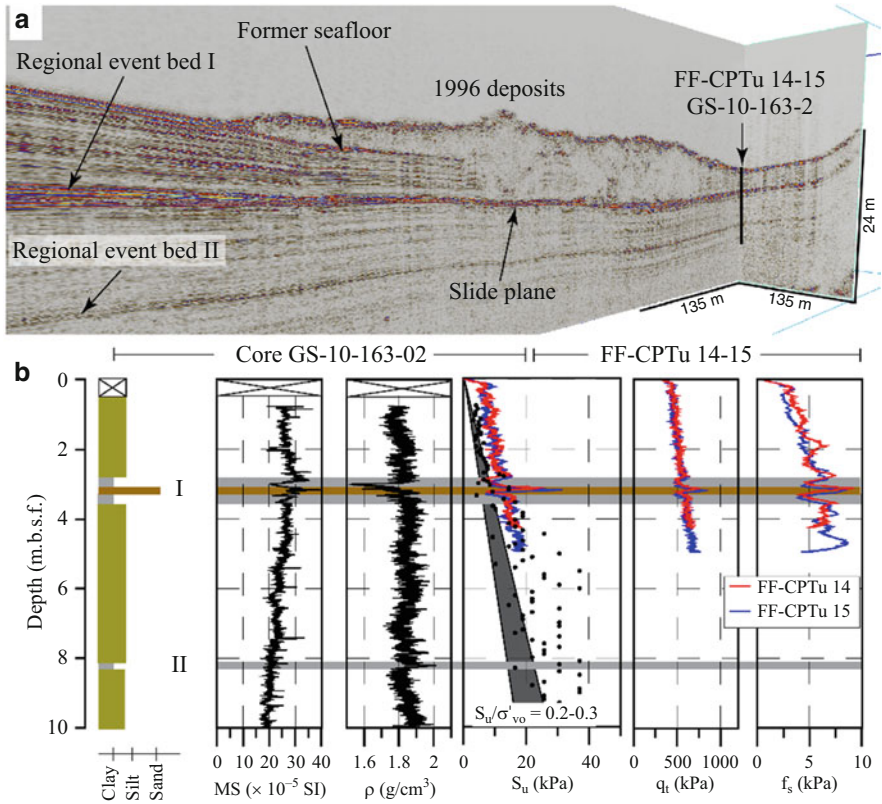 a
Regional event bed I
Former seafloor
1996 deposits
FF-CPTu 14-15
GS-10-163-2
Regional event bed II
Slide plane
24 m
135 m
135 m
b
Core GS-10-163-02
FF-CPTu 14-15
Depth (m.b.s.f.)
0
2
4
6
8
10
I
II
FF-CPTu 14
FF-CPTu 15
Sᵤ/σ'ᵥₒ = 0.2-0.3
Clay
Silt
Sand
0 10 20 30 40
MS (× 10⁻⁵ SI)
1.6 1.8 2
ρ (g/cm³)
0 20 40
Sᵤ (kPa)
0 500 1000
qₜ (kPa)
0 5 10
fₛ (kPa)